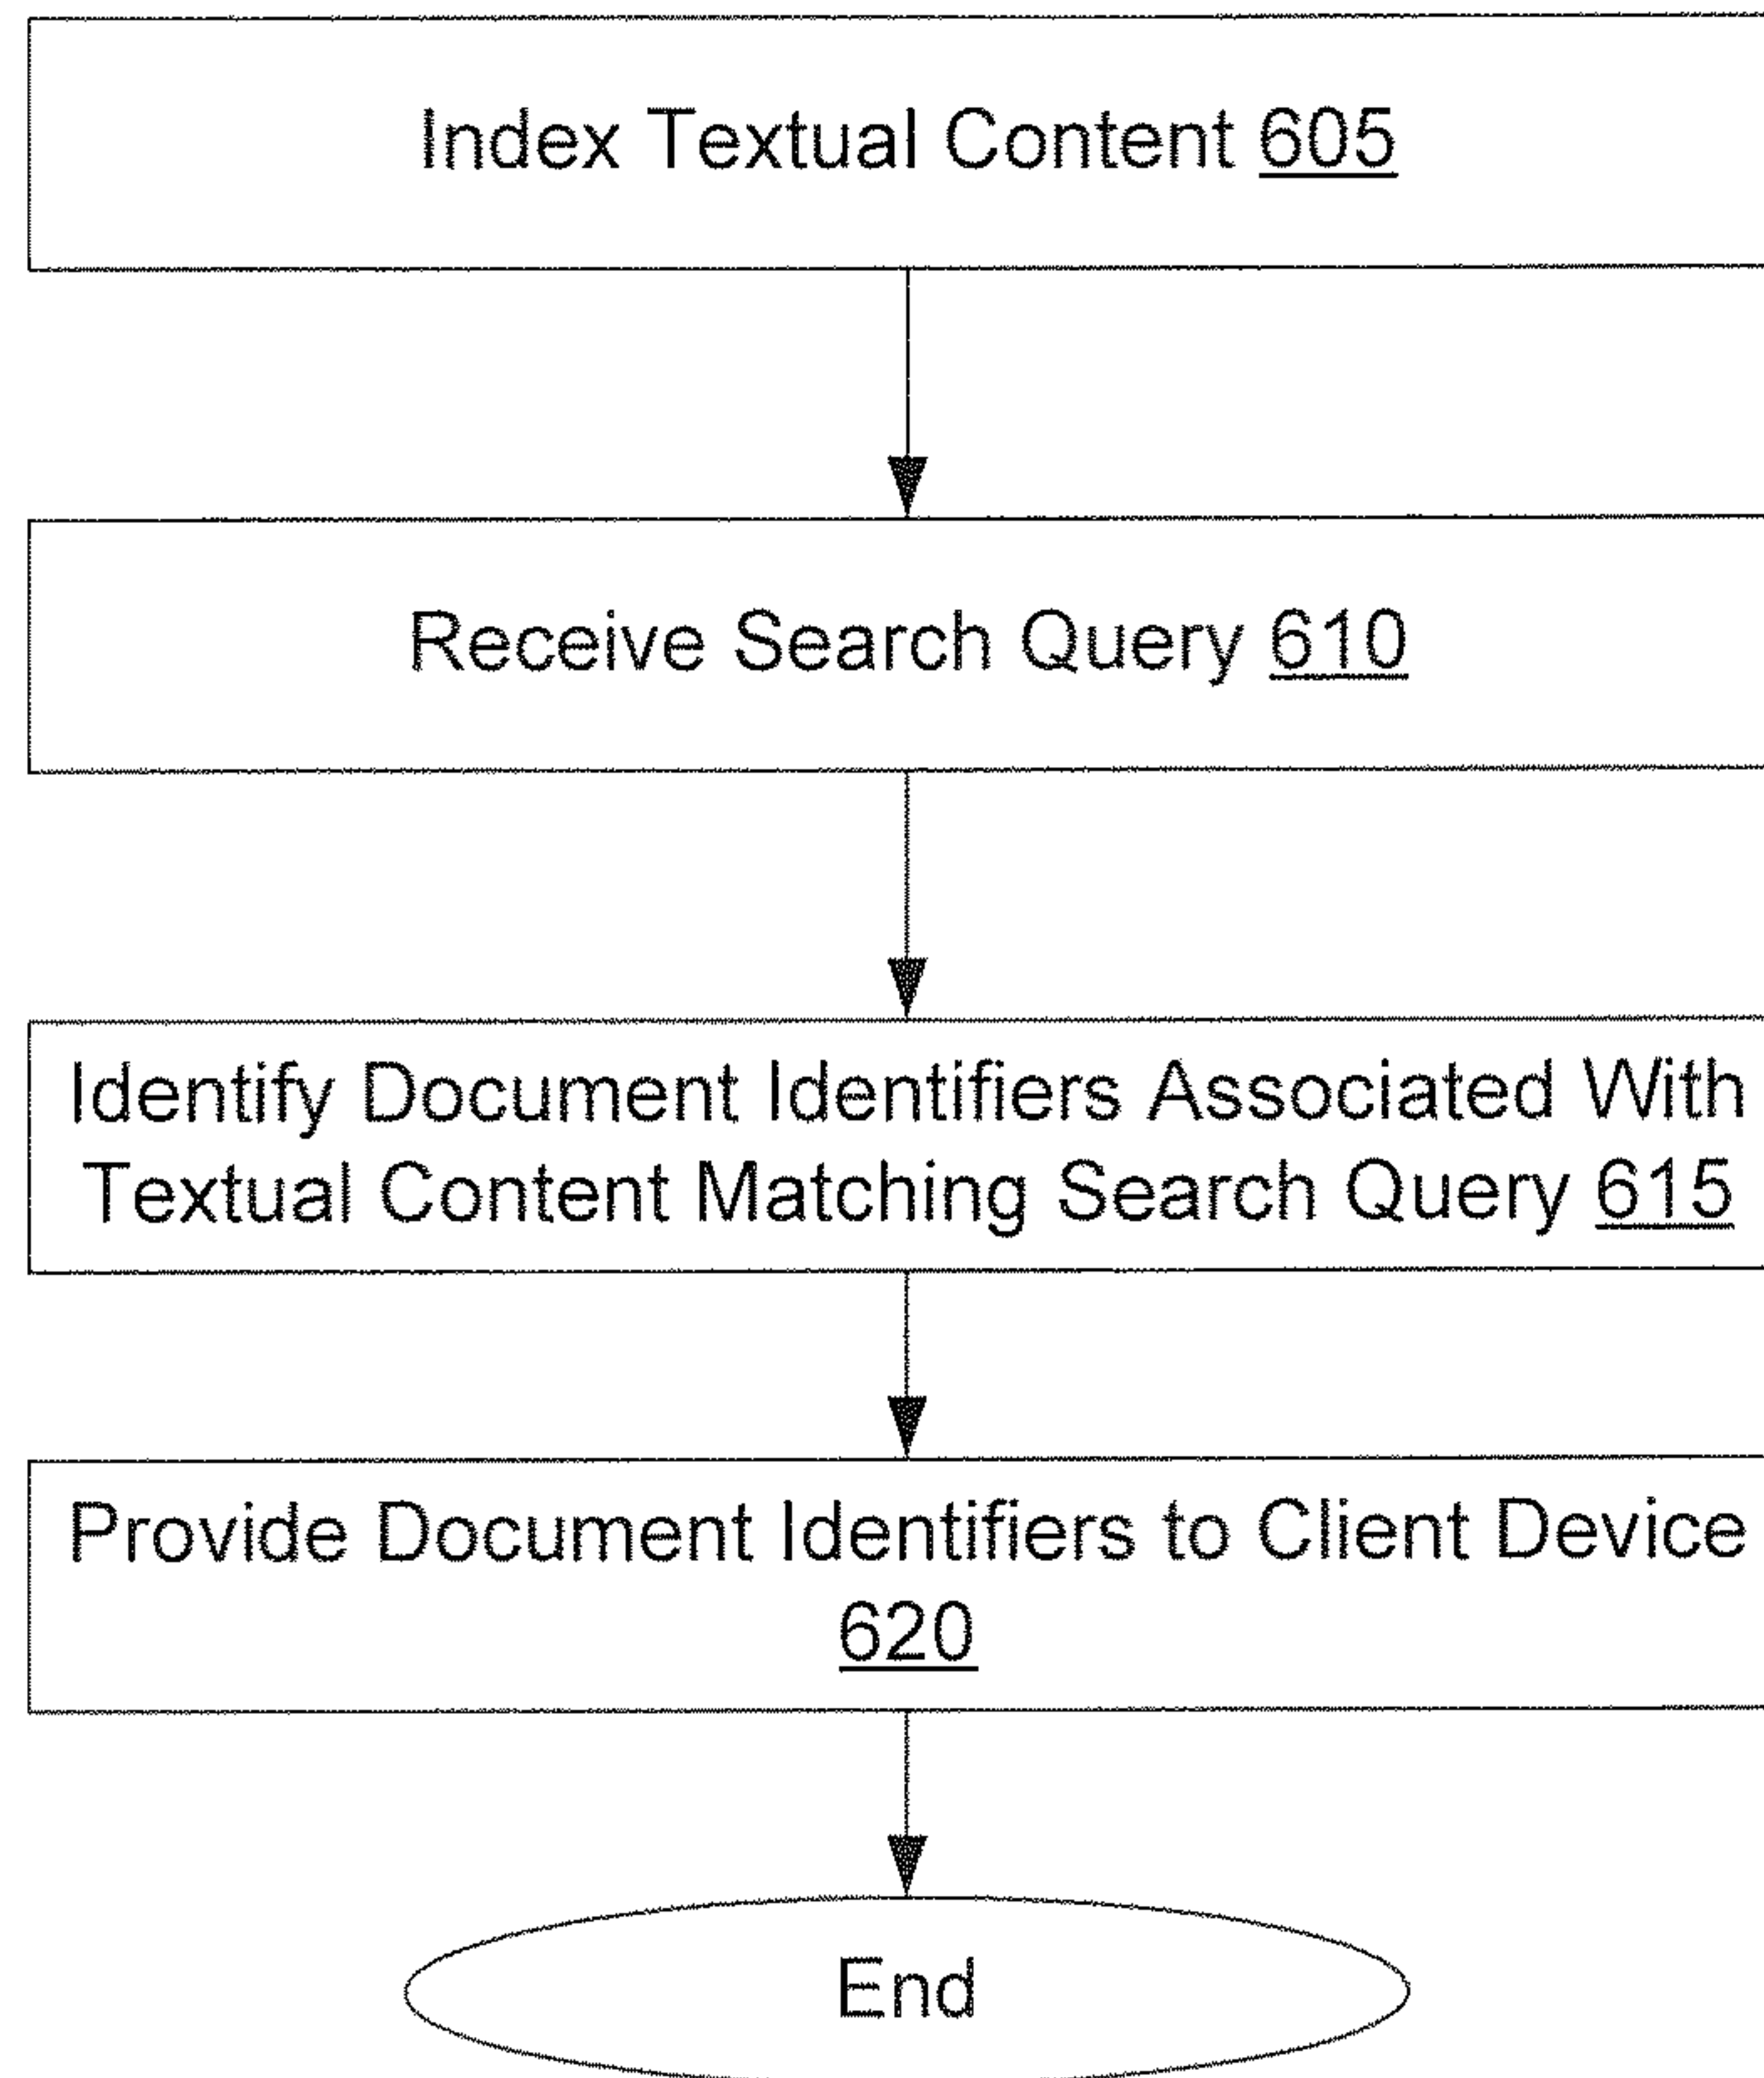 Index Textual Content 605
Receive Search Query 610
Identify Document Identifiers Associated With
Textual Content Matching Search Query 615
Provide Document Identifiers to Client Device
620
End